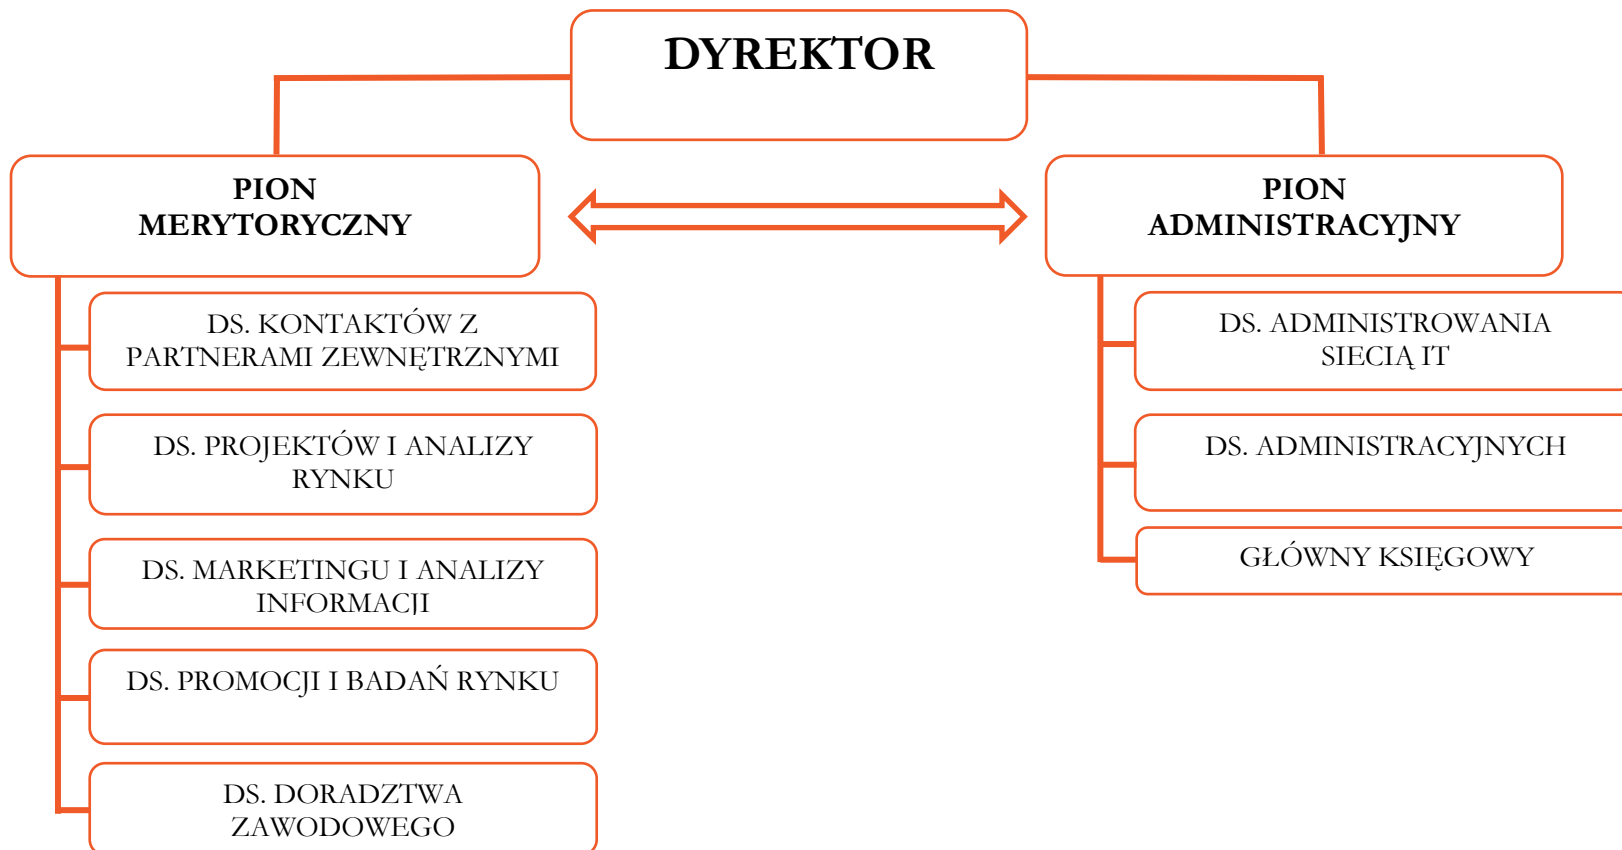 DYREKTOR
PION
MERYTORYCZNY
PION
ADMINISTRACYJNY
DS. KONTAKTÓW Z
PARTNERAMI ZEWNĘTRZNYMI
DS. PROJEKTÓW I ANALIZY
RYNKU
DS. MARKETINGU I ANALIZY
INFORMACJI
DS. PROMOCJI I BADAŃ RYNKU
DS. DORADZTWA
ZAWODOWEGO
DS. ADMINISTROWANIA
SIECIĄ IT
DS. ADMINISTRACYJNYCH
GŁÓWNY KSIĘGOWY